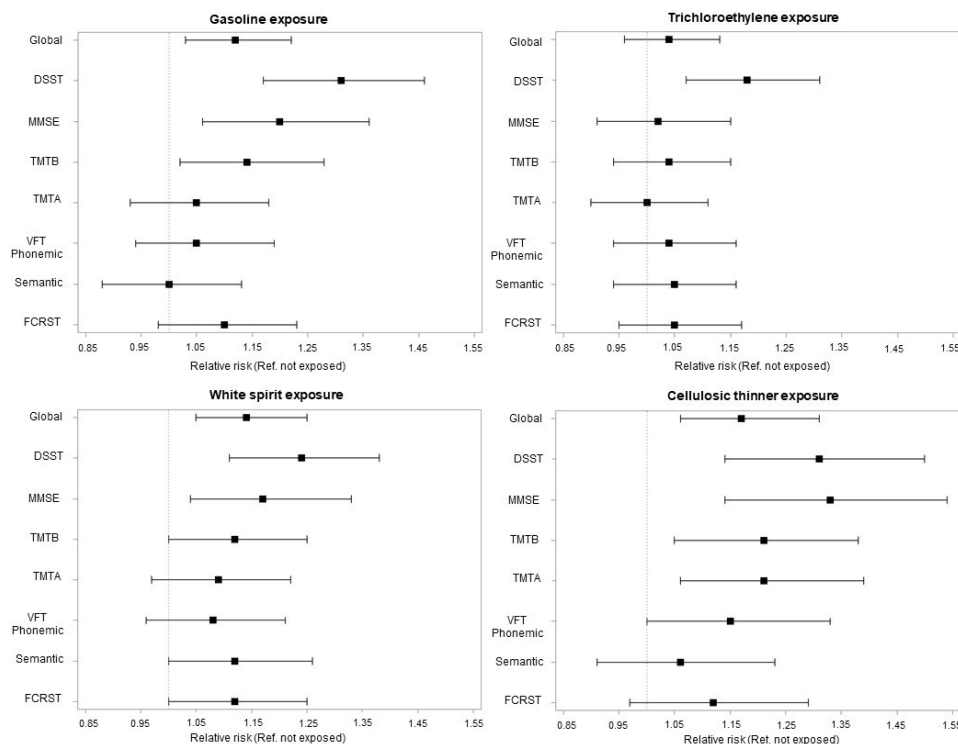 Gasoline exposure
Global
DSST
MMSE
TMTB
TMTA
VFT
Phonemic
Semantic
FCRST
0.85 0.95 1.05 1.15 1.25 1.35 1.45 1.55
Relative risk (Ref. not exposed)
Trichloroethylene exposure
Global
DSST
MMSE
TMTB
TMTA
VFT
Phonemic
Semantic
FCRST
0.85 0.95 1.05 1.15 1.25 1.35 1.45 1.55
Relative risk (Ref. not exposed)
White spirit exposure
Global
DSST
MMSE
TMTB
TMTA
VFT
Phonemic
Semantic
FCRST
0.85 0.95 1.05 1.15 1.25 1.35 1.45 1.55
Relative risk (Ref. not exposed)
Cellulosic thinner exposure
Global
DSST
MMSE
TMTB
TMTA
VFT
Phonemic
Semantic
FCRST
0.85 0.95 1.05 1.15 1.25 1.35 1.45 1.55
Relative risk (Ref. not exposed)